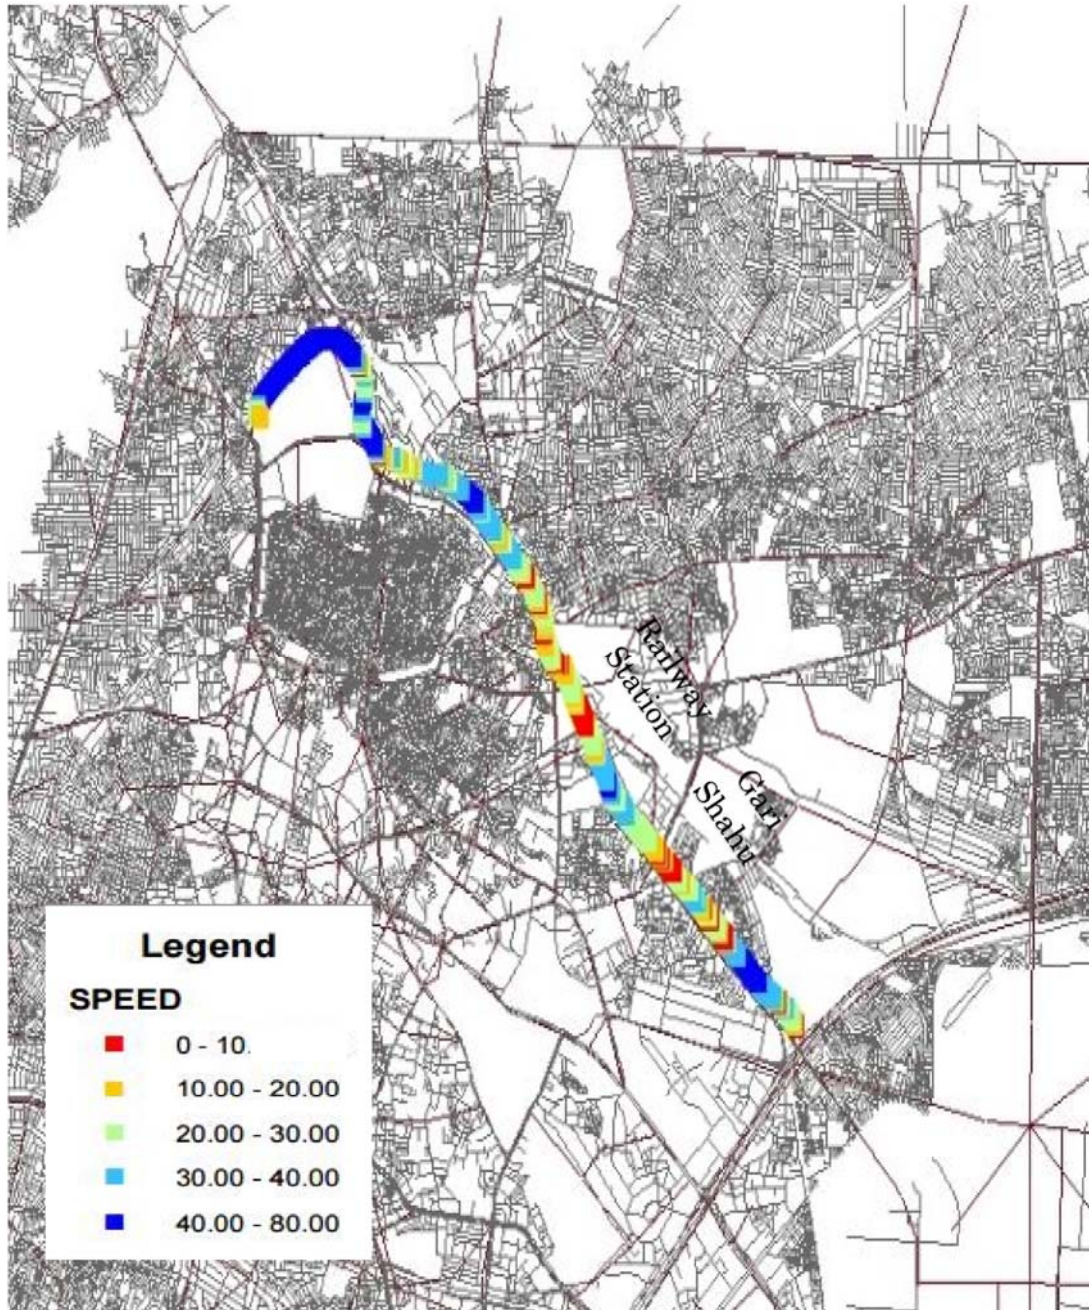 Railway
Station
Gari
Shahu
Legend
SPEED
0 - 10.
10.00 - 20.00
20.00 - 30.00
30.00 - 40.00
40.00 - 80.00